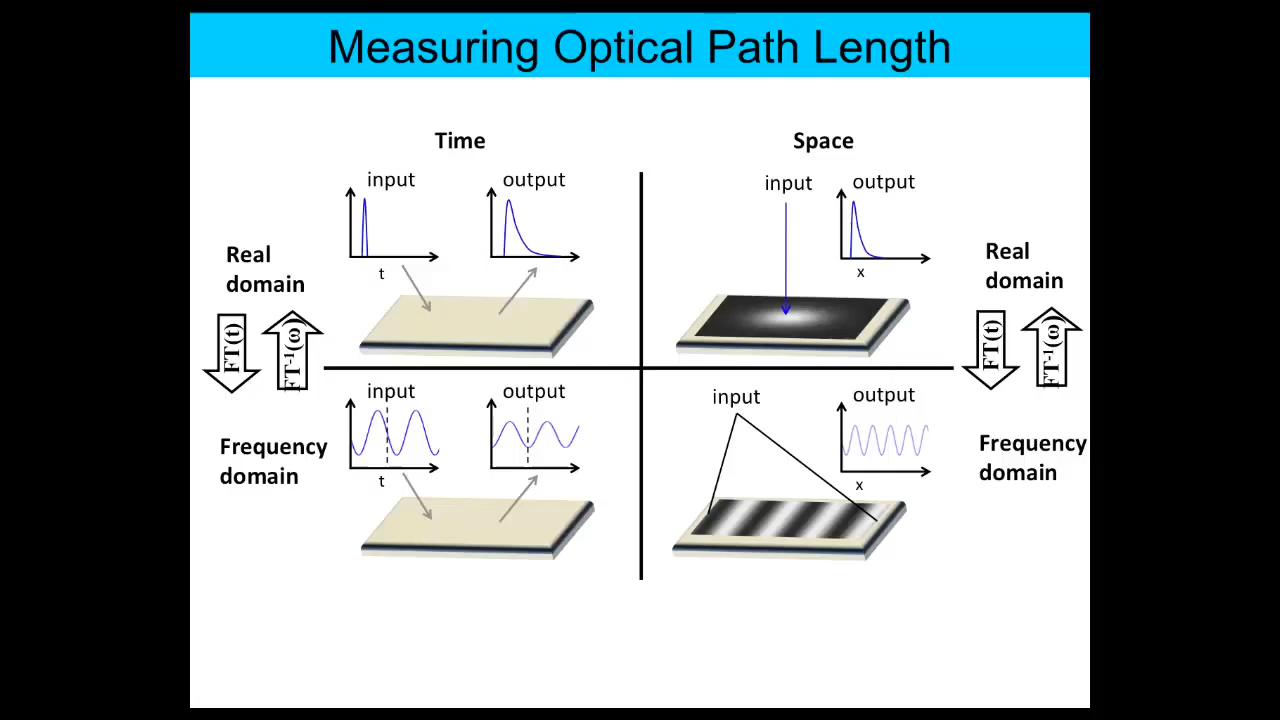 Measuring Optical Path Length
Time
Space
input
output
input
output
Real
domain
t
x
Real
domain
FT(t)
FT⁻¹(ω)
FT(t)
FT⁻¹(ω)
input
output
input
output
Frequency
domain
t
x
Frequency
domain